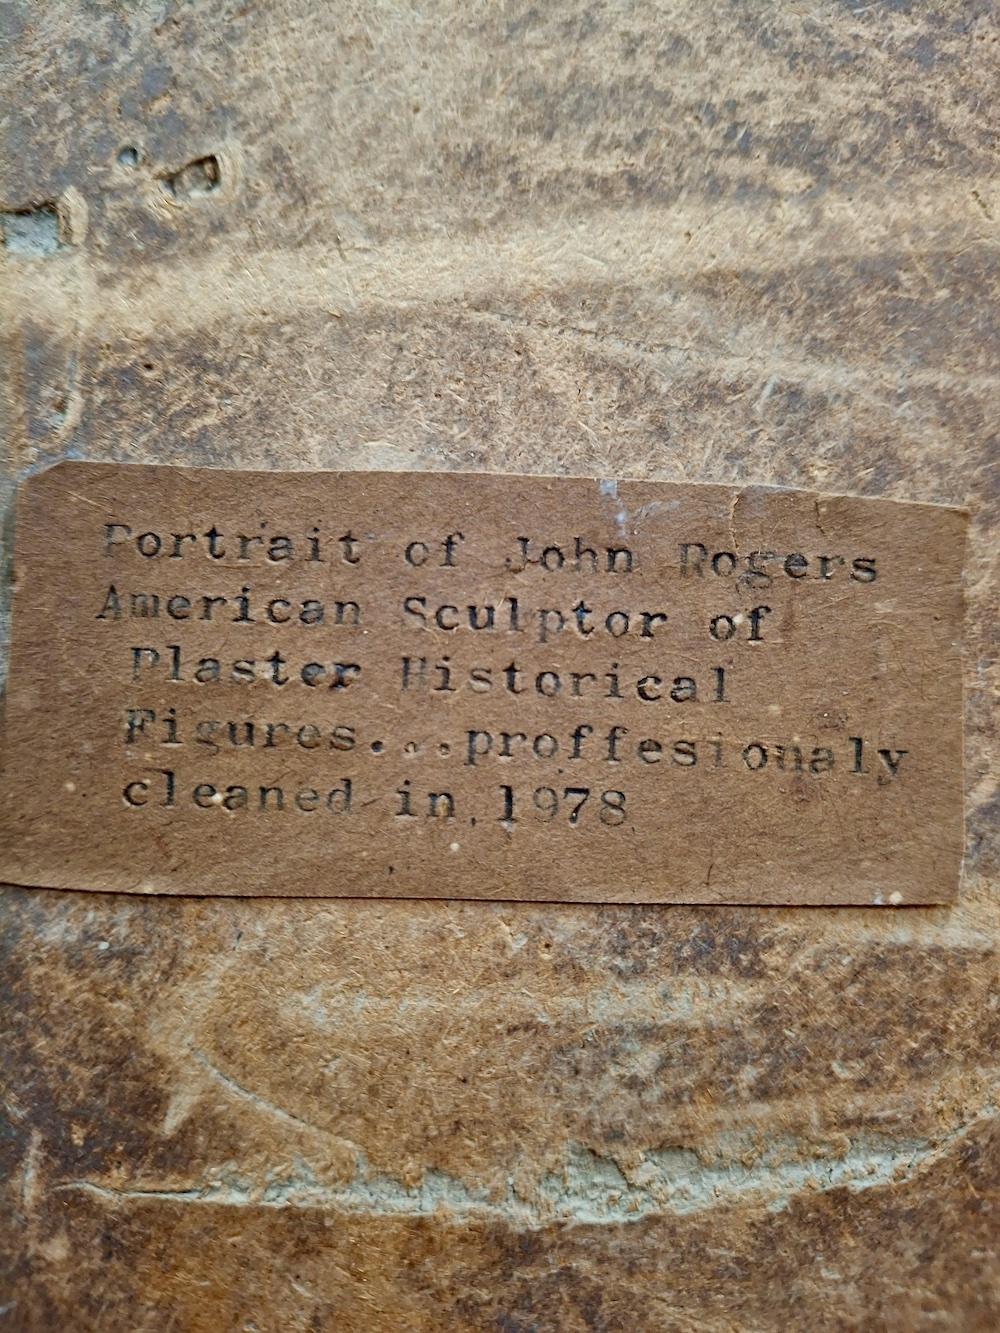 Portrait of John Rogers
American Sculptor of
Plaster Historical
Figures....proffesionaly
cleaned in 1978